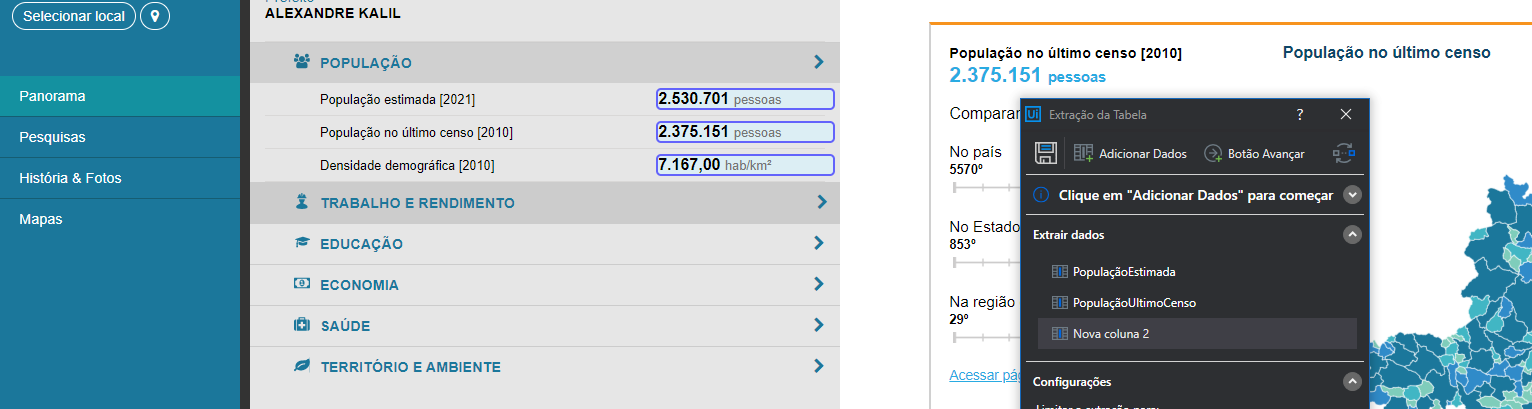 Selecionar local
Panorama
Pesquisas
História & Fotos
Mapas
ALEXANDRE KALIL
POPULAÇÃO
População estimada [2021] 2.530.701 pessoas
População no último censo [2010] 2.375.151 pessoas
Densidade demográfica [2010] 7.167,00 hab/km²
TRABALHO E RENDIMENTO
EDUCAÇÃO
ECONOMIA
SAÚDE
TERRITÓRIO E AMBIENTE
População no último censo [2010]
2.375.151 pessoas
Comparar
No país
5570º
No Estado
853º
Na região
29º
Acessar pág
População no último censo
Ui Extração da Tabela ?
Adicionar Dados Botão Avançar
Clique em "Adicionar Dados" para começar
Extrair dados
PopulaçãoEstimada
PopulaçãoUltimoCenso
Nova coluna 2
Configurações